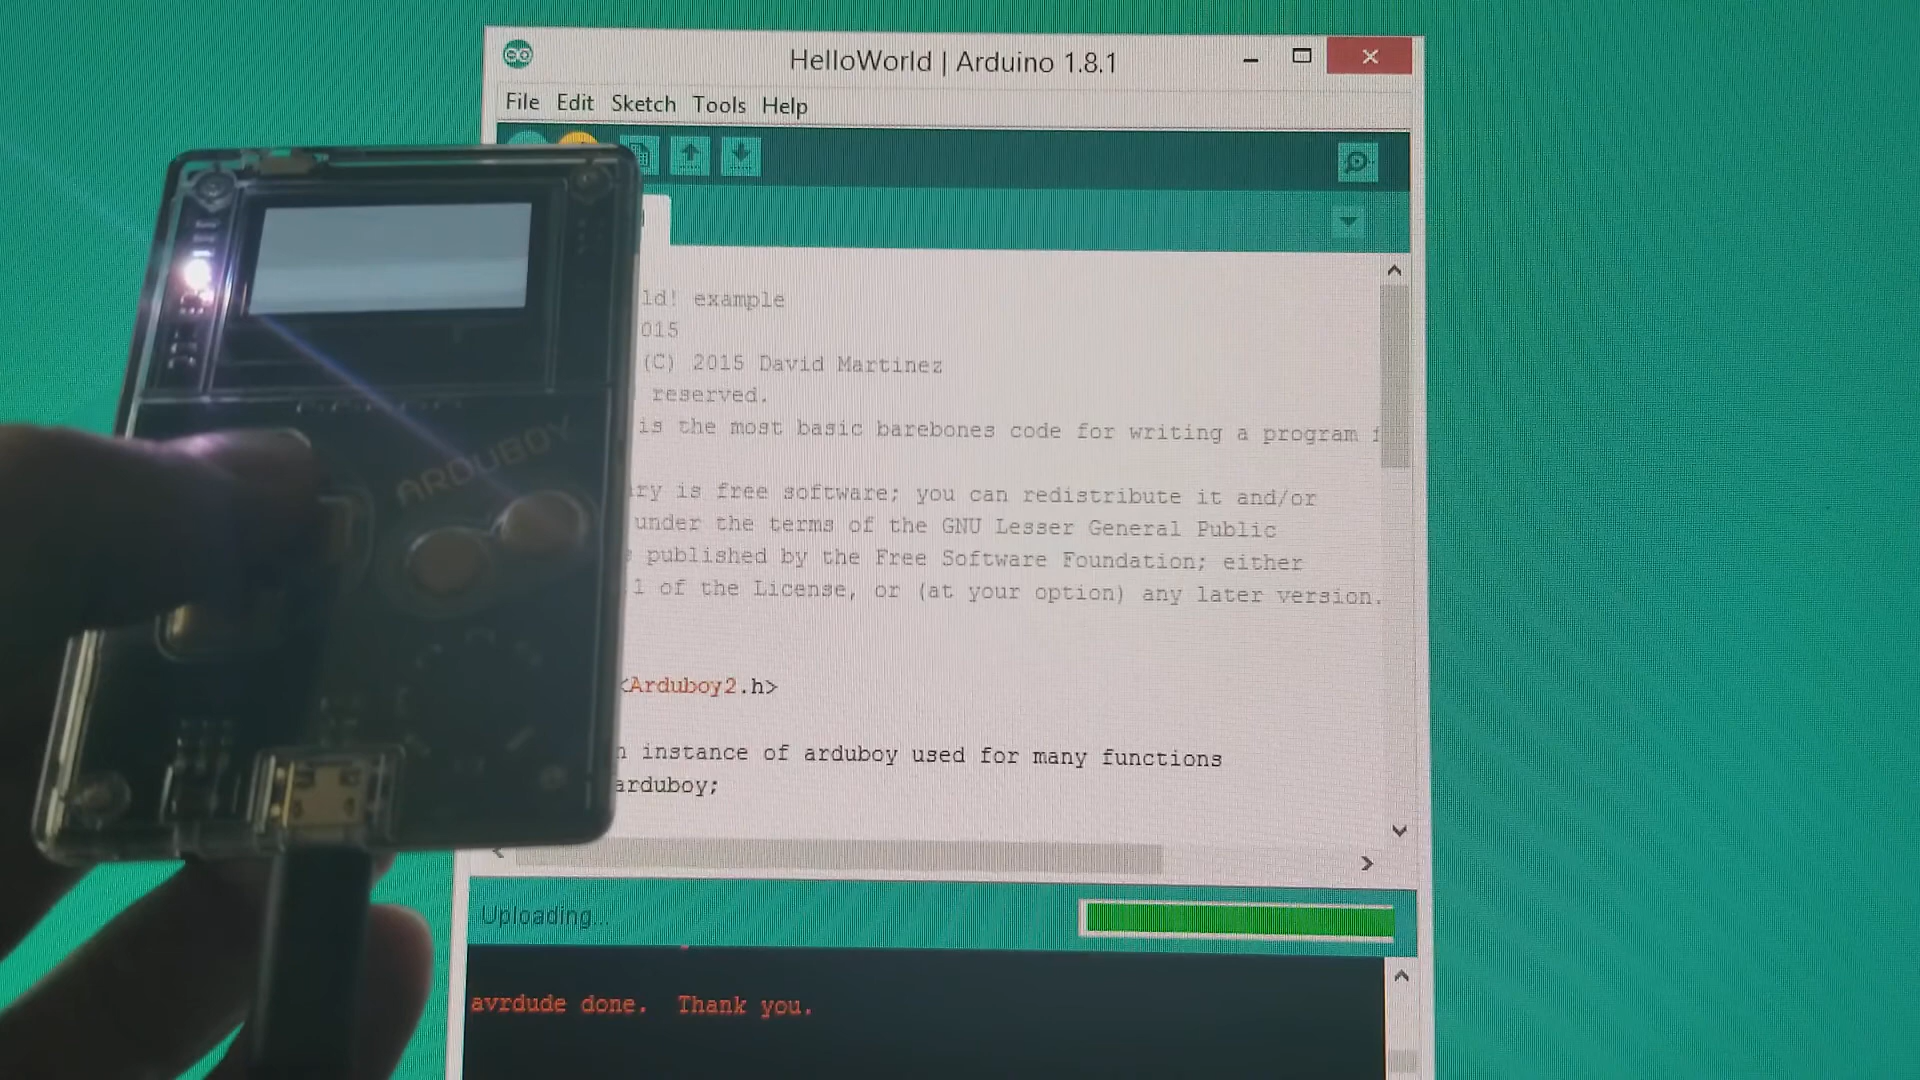 HelloWorld | Arduino 1.8.1
File Edit Sketch Tools Help
ld! example
015
(C) 2015 David Martinez
reserved.
is the most basic barebones code for writing a program
ry is free software; you can redistribute it and/or
under the terms of the GNU Lesser General Public
published by the Free Software Foundation; either
.1 of the License, or (at your option) any later version.
<Arduboy2.h>
n instance of arduboy used for many functions
arduboy;
Uploading...
avrdude done. Thank you.
ARDUBOY